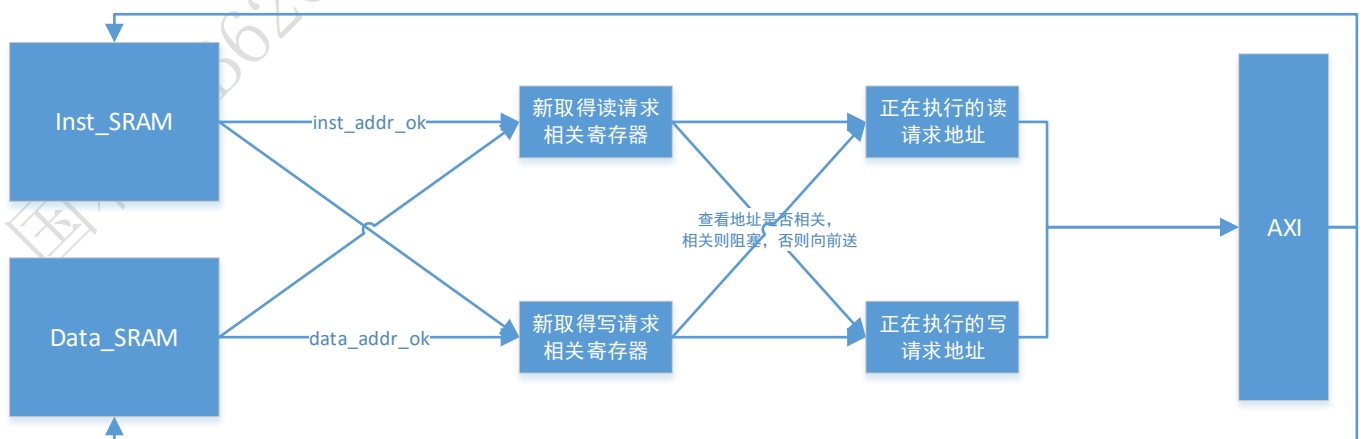 Inst_SRAM
inst_addr_ok
新取得读请求
相关寄存器
正在执行的读
请求地址
查看地址是否相关，
相关则阻塞，否则向前送
AXI
Data_SRAM
data_addr_ok
新取得写请求
相关寄存器
正在执行的写
请求地址